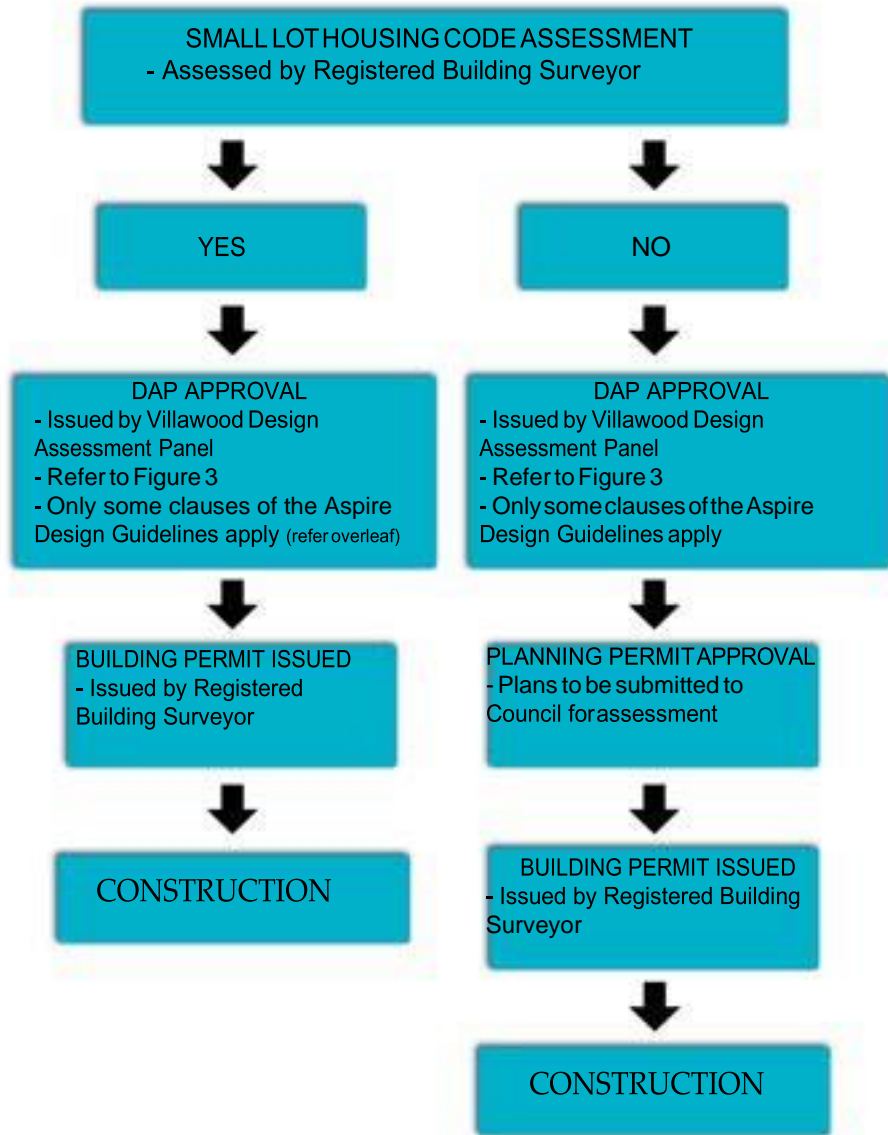 SMALL LOT HOUSING CODE ASSESSMENT
- Assessed by Registered Building Surveyor
YES
NO
DAP APPROVAL
- Issued by Villawood Design
Assessment Panel
- Refer to Figure 3
- Only some clauses of the Aspire
Design Guidelines apply (refer overleaf)
DAP APPROVAL
- Issued by Villawood Design
Assessment Panel
- Refer to Figure 3
- Only some clauses of the Aspire
Design Guidelines apply
BUILDING PERMIT ISSUED
- Issued by Registered
Building Surveyor
PLANNING PERMIT APPROVAL
- Plans to be submitted to
Council for assessment
CONSTRUCTION
BUILDING PERMIT ISSUED
- Issued by Registered Building
Surveyor
CONSTRUCTION